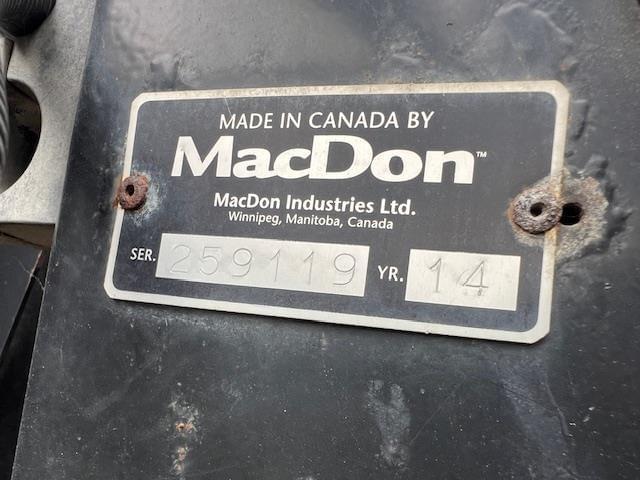 MADE IN CANADA BY
MacDon™
MacDon Industries Ltd.
Winnipeg, Manitoba, Canada
SER. 259119 YR. 14